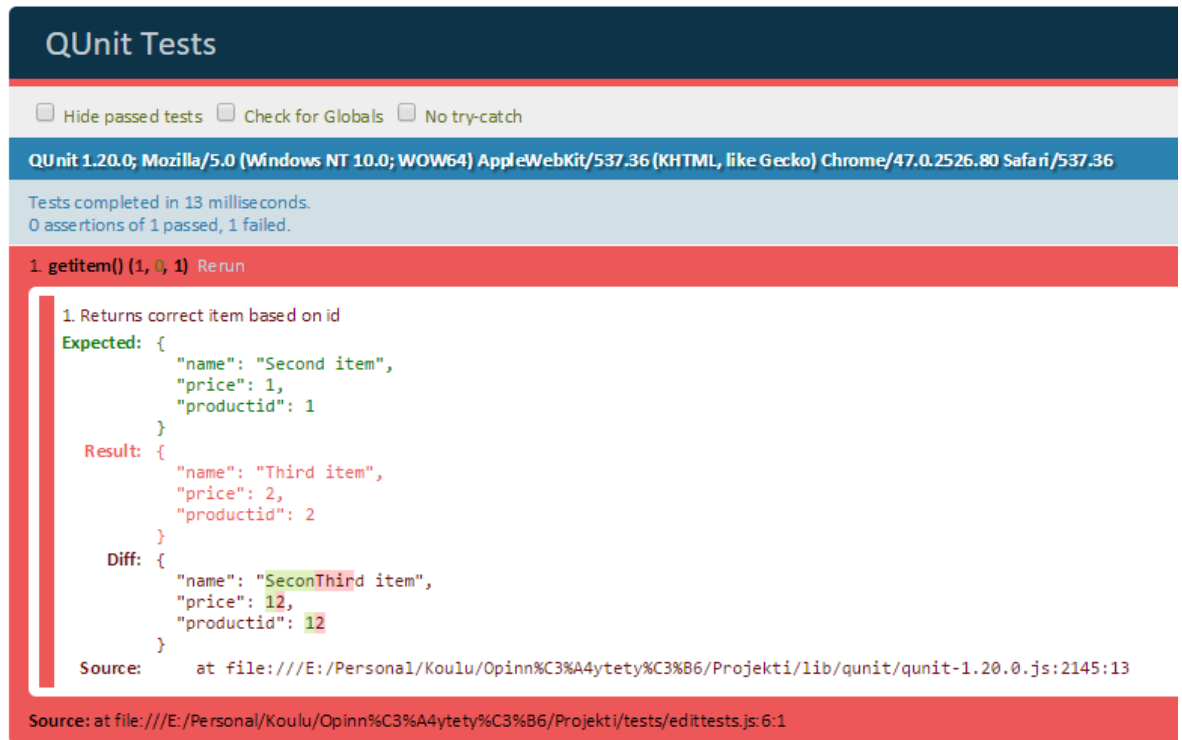 QUnit Tests
Hide passed tests Check for Globals No try-catch
QUnit 1.20.0; Mozilla/5.0 (Windows NT 10.0; WOW64) AppleWebKit/537.36 (KHTML, like Gecko) Chrome/47.0.2526.80 Safari/537.36
Tests completed in 13 milliseconds.
0 assertions of 1 passed, 1 failed.
1. getitem() (1, 0, 1) Rerun
1. Returns correct item based on id
Expected: {
"name": "Second item",
"price": 1,
"productid": 1
}
Result: {
"name": "Third item",
"price": 2,
"productid": 2
}
Diff: {
"name": "SeconThird item",
"price": 12,
"productid": 12
}
Source: at file:///E:/Personal/Koulu/Opinn%C3%A4ytety%C3%B6/Projekti/lib/qunit/qunit-1.20.0.js:2145:13
Source: at file:///E:/Personal/Koulu/Opinn%C3%A4ytety%C3%B6/Projekti/tests/edittests.js:6:1